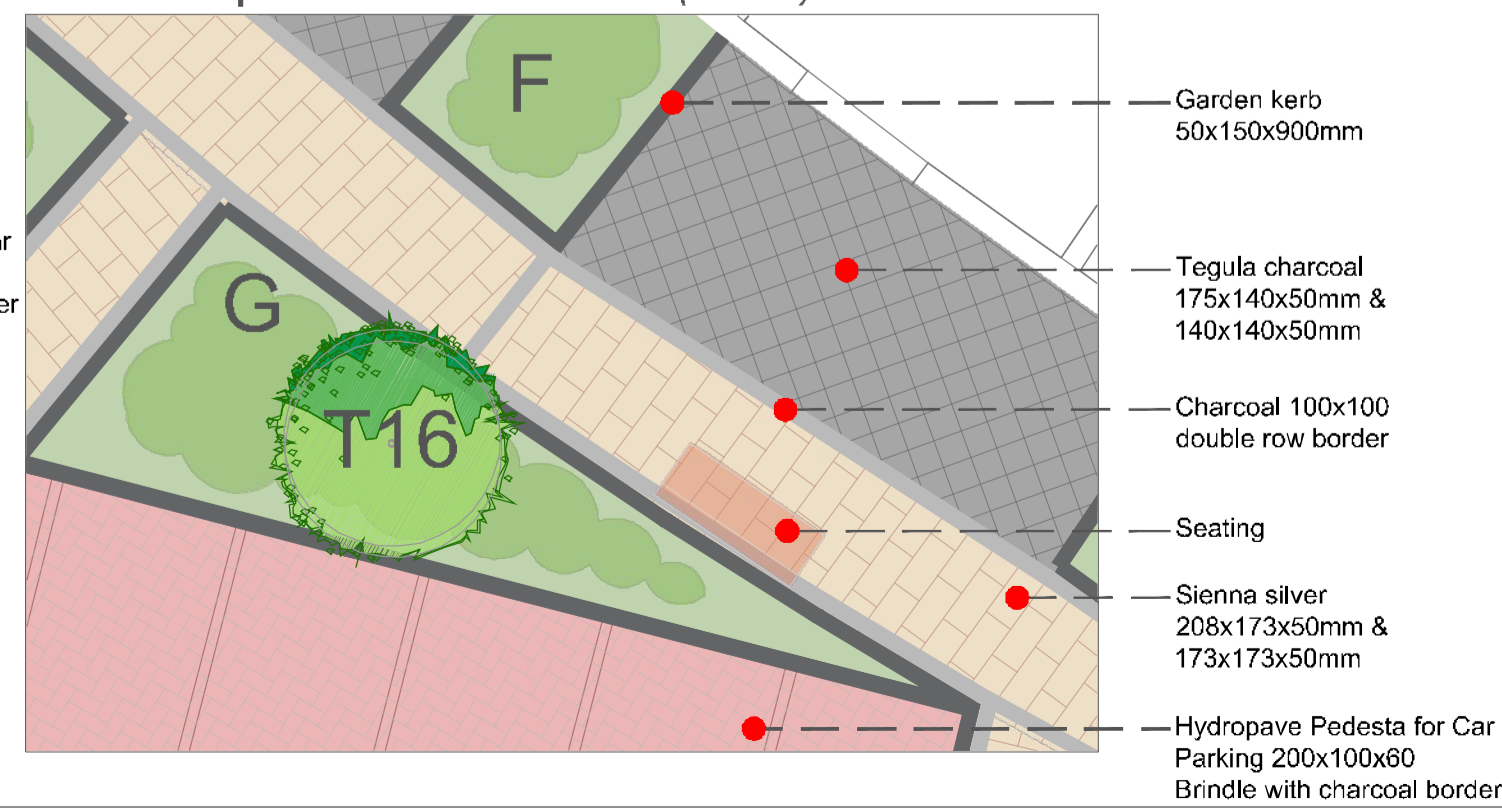 F
Garden kerb
50x150x900mm
G
Tegula charcoal
175x140x50mm &
140x140x50mm
T16
Charcoal 100x100
double row border
Seating
Sienna silver
208x173x50mm &
173x173x50mm
Hydropave Pedesta for Car
Parking 200x100x60
Brindle with charcoal border